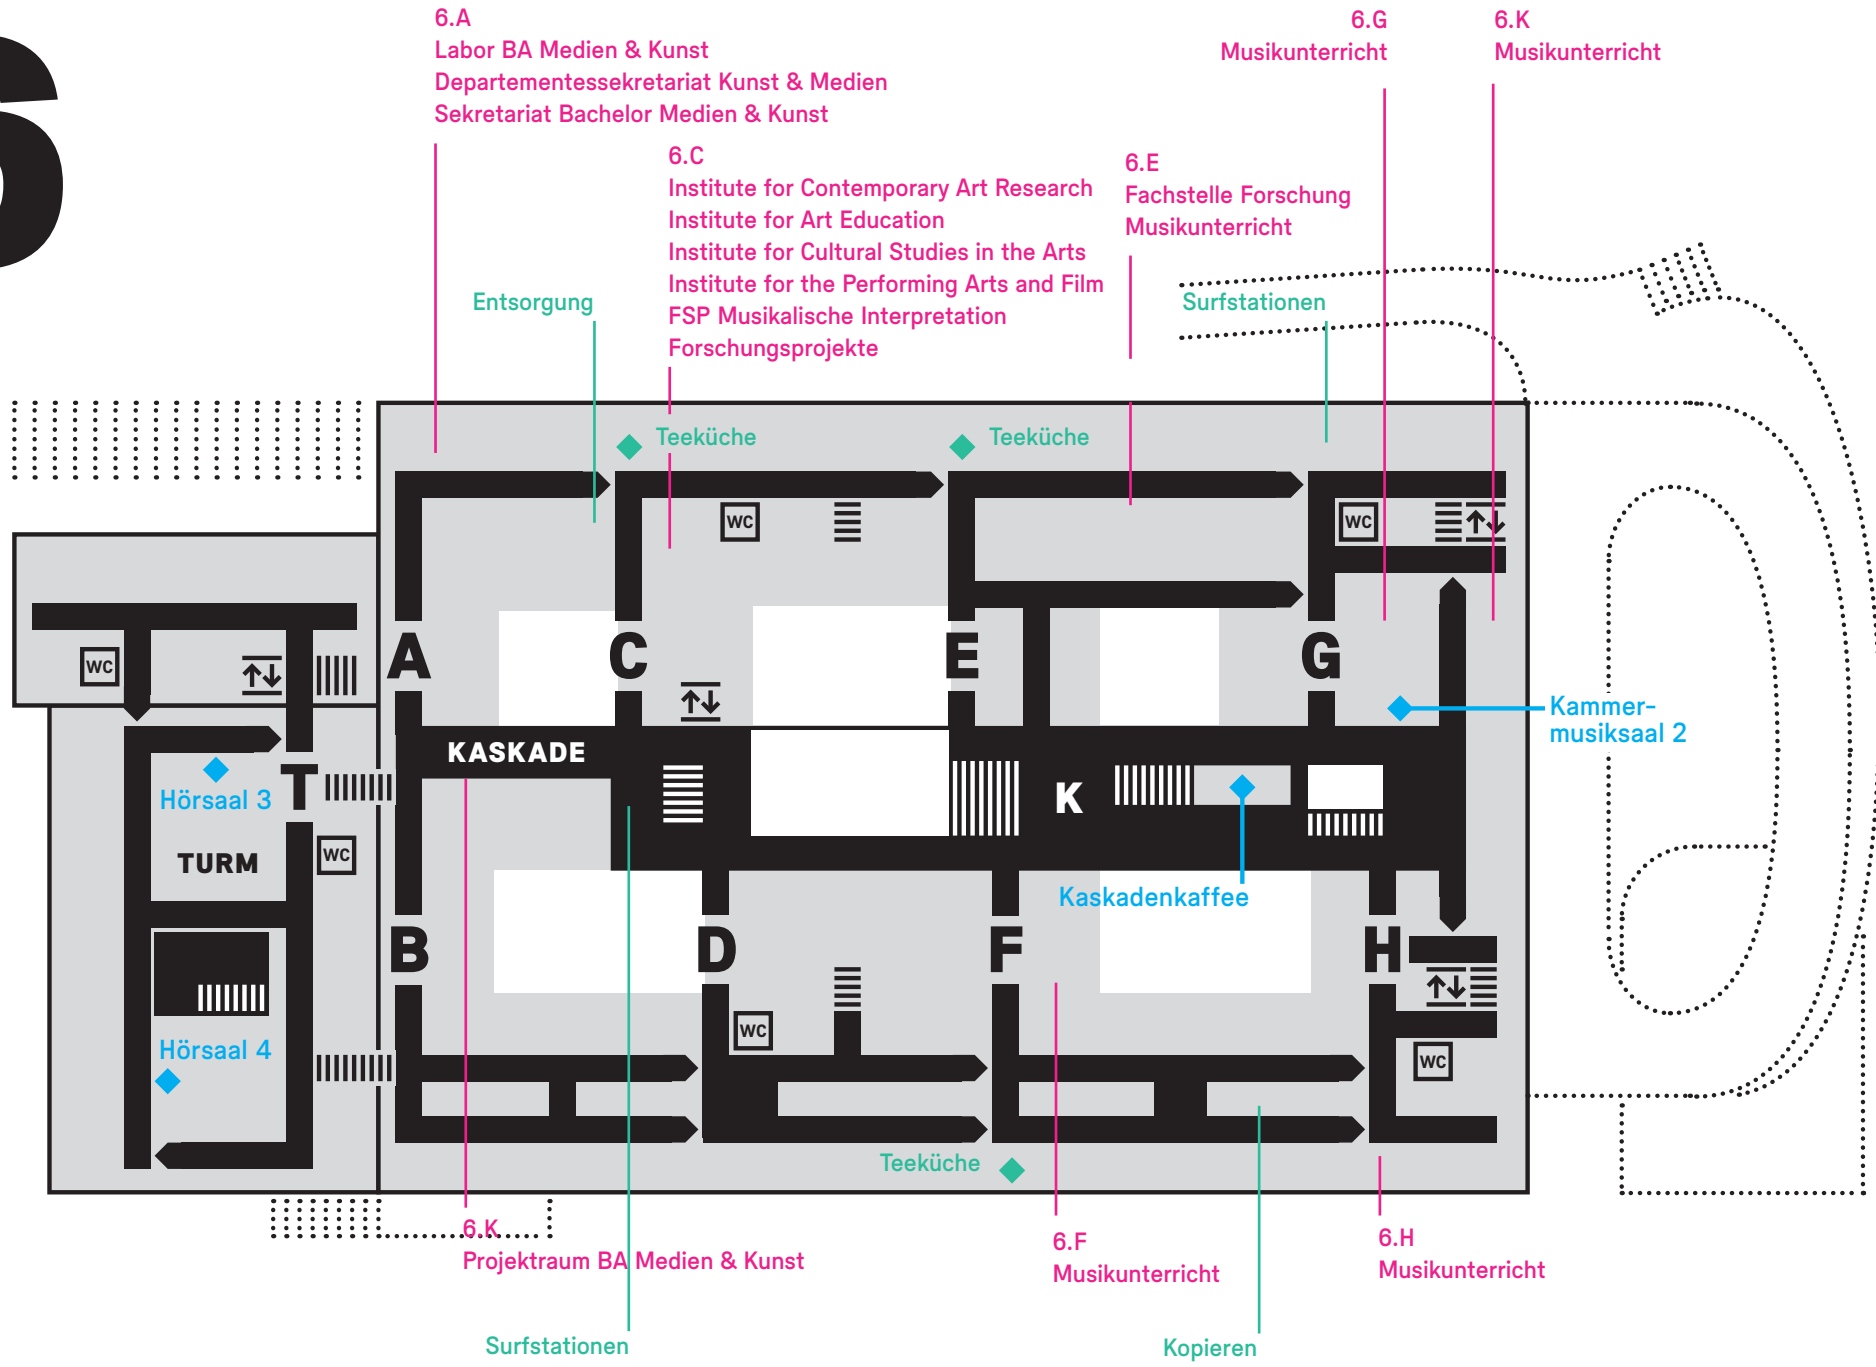 6
6.A
Labor BA Medien & Kunst
Departementessekretariat Kunst & Medien
Sekretariat Bachelor Medien & Kunst
6.G
Musikunterricht
6.K
Musikunterricht
6.C
Institute for Contemporary Art Research
Institute for Art Education
Institute for Cultural Studies in the Arts
Institute for the Performing Arts and Film
FSP Musikalische Interpretation
Forschungsprojekte
6.E
Fachstelle Forschung
Musikunterricht
Entsorgung
Surfstationen
Teeküche
Teeküche
WC
WC
WC
A
C
E
G
Kammer-
musiksaal 2
KASKADE
K
Hörsaal 3
T
TURM
WC
Kaskadenkaffee
B
D
F
H
WC
WC
Hörsaal 4
Teeküche
6.K
Projektraum BA Medien & Kunst
6.F
Musikunterricht
6.H
Musikunterricht
Surfstationen
Kopieren